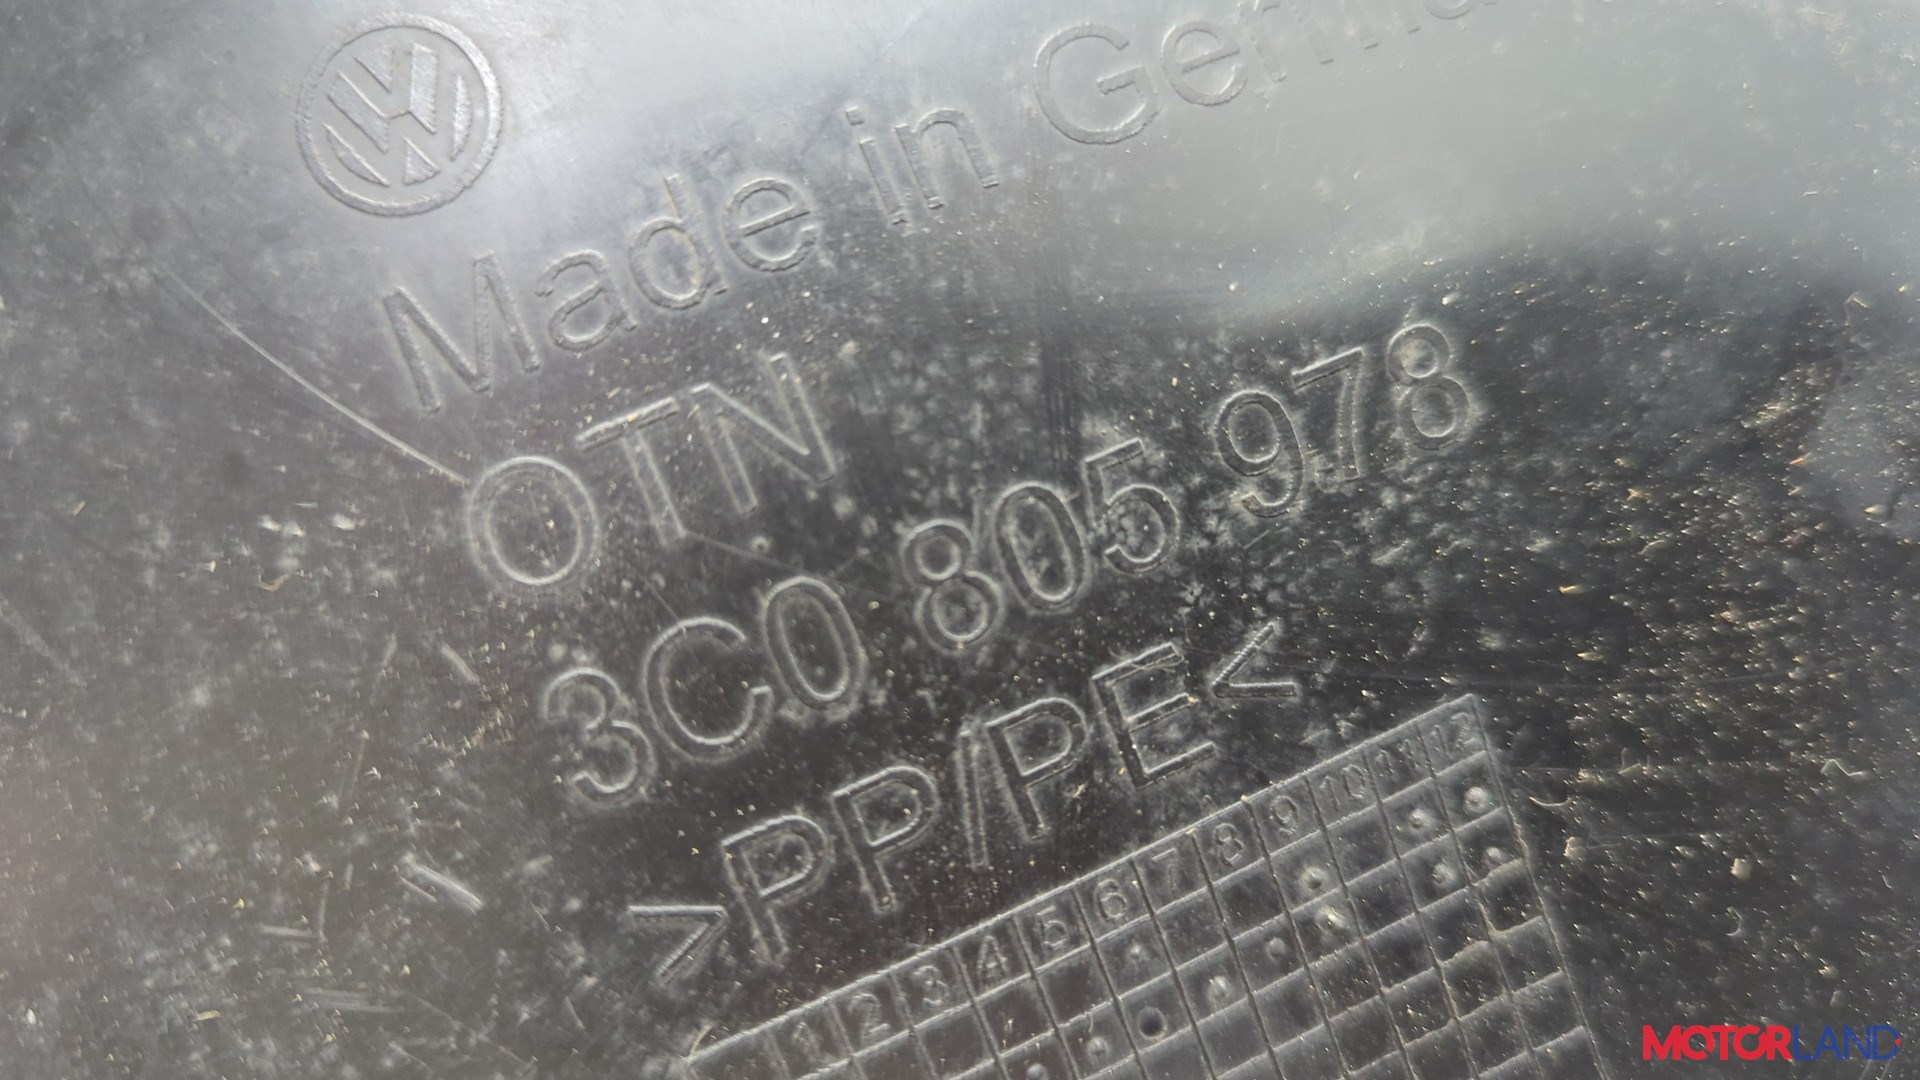 Made in Germa
OTN
3C0 805 978
>PP/PE<
1 2 3 4 5 6 7 8 9 10 11 12
MOTORLAND